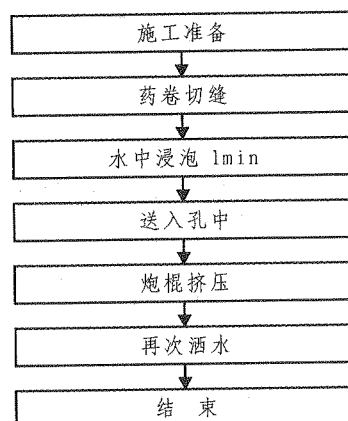 施工准备
药卷切缝
水中浸泡 1min
送入孔中
炮棍挤压
再次洒水
结 束